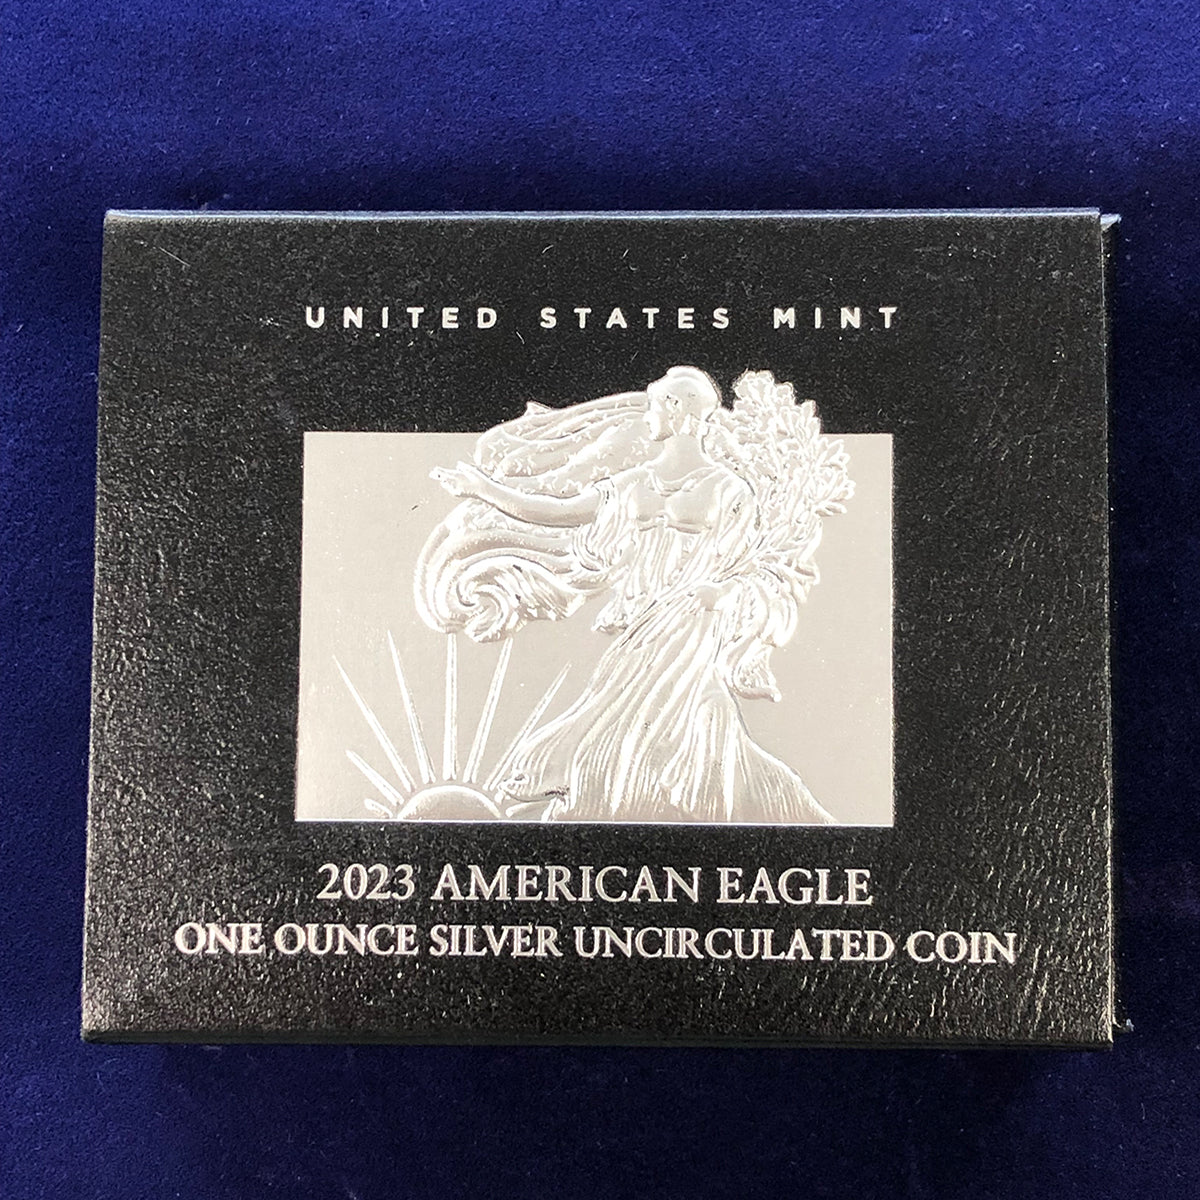 UNITED STATES MINT
2023 AMERICAN EAGLE
ONE OUNCE SILVER UNCIRCULATED COIN